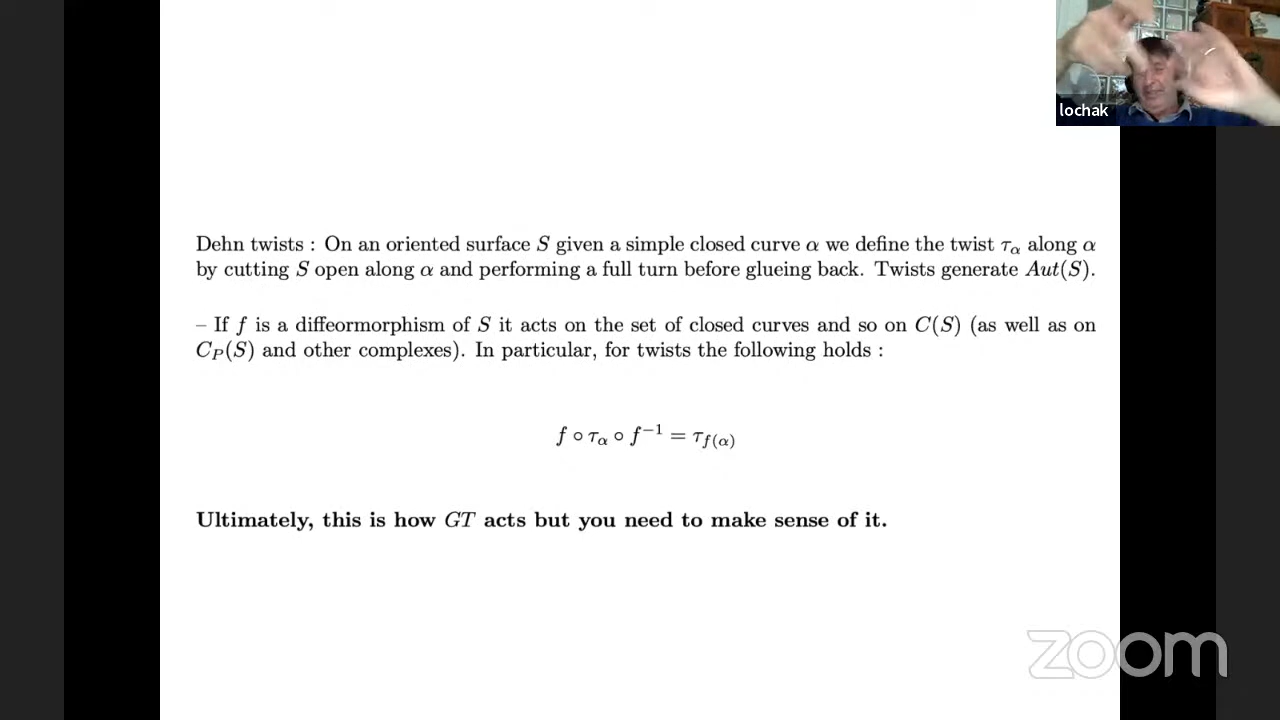 lochak
Dehn twists : On an oriented surface S given a simple closed curve α we define the twist τ_α along α
by cutting S open along α and performing a full turn before glueing back. Twists generate Aut(S).
– If f is a diffeormorphism of S it acts on the set of closed curves and so on C(S) (as well as on
C_P(S) and other complexes). In particular, for twists the following holds :
f ∘ τ_α ∘ f^{-1} = τ_{f(α)}
Ultimately, this is how GT acts but you need to make sense of it.
zoom